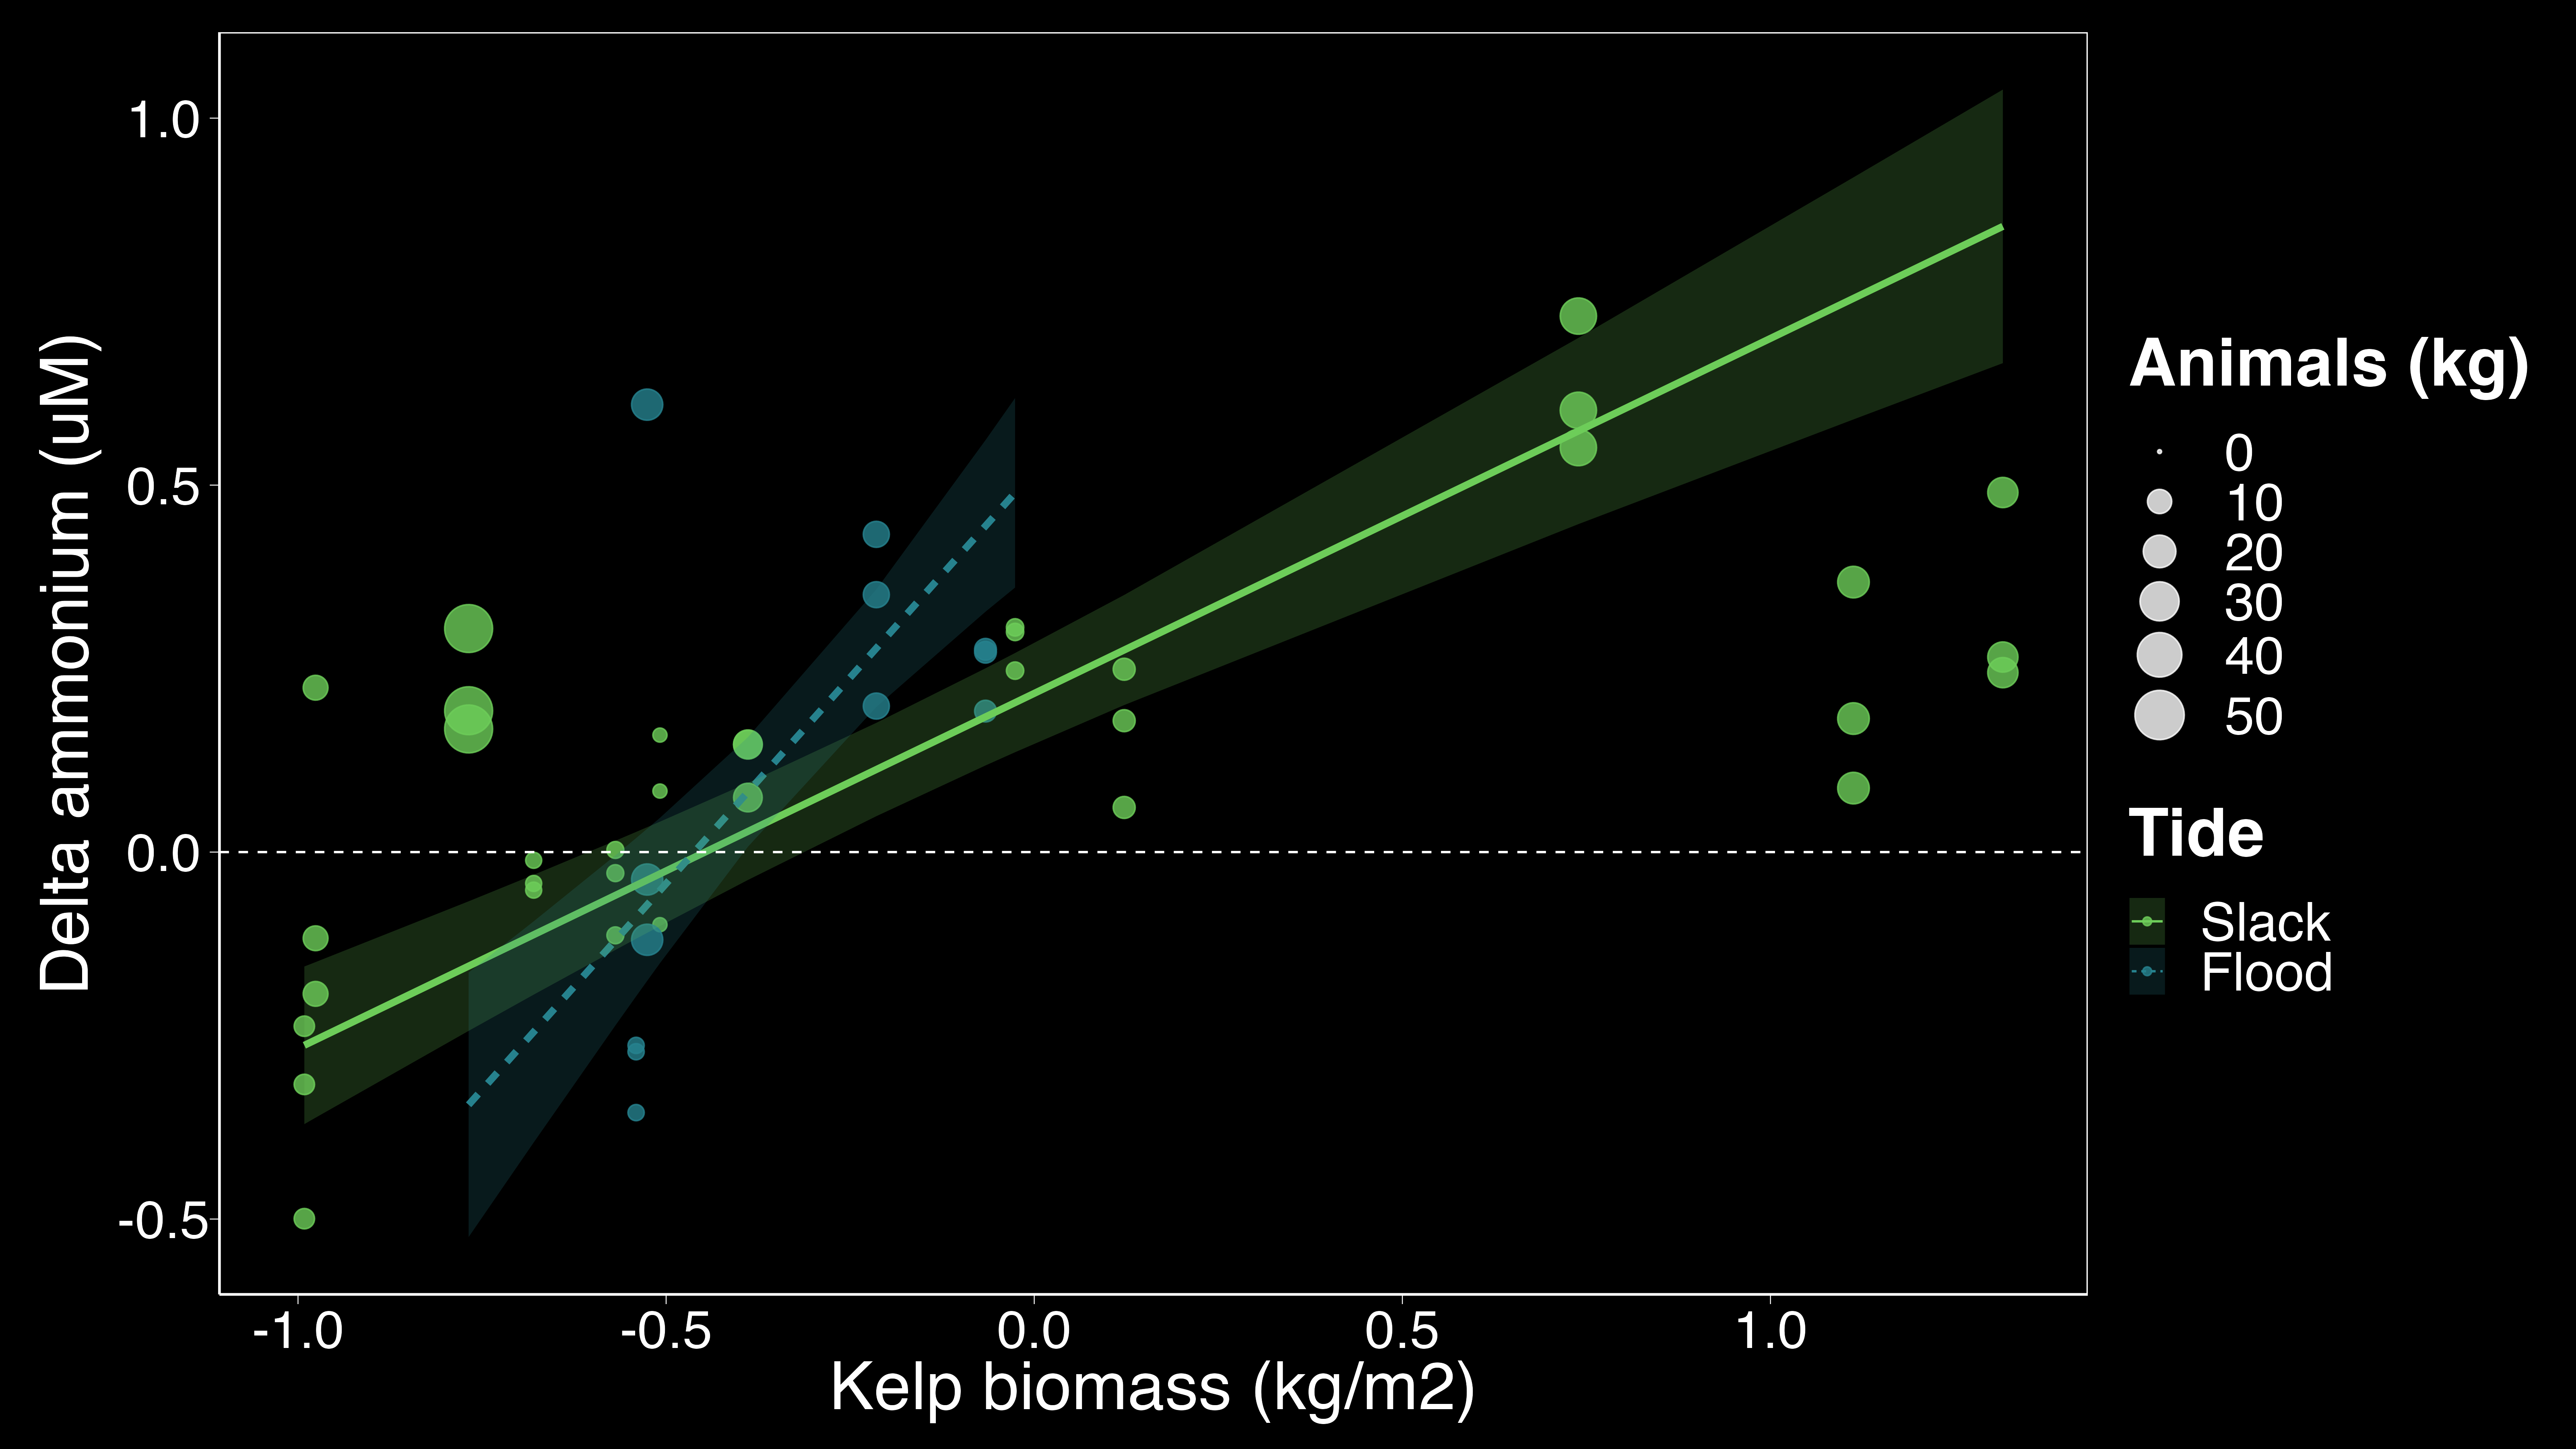 Delta ammonium (uM)
1.0
0.5
0.0
-0.5
-1.0 -0.5 0.0 0.5 1.0
Kelp biomass (kg/m2)
Animals (kg)
0
10
20
30
40
50
Tide
Slack
Flood